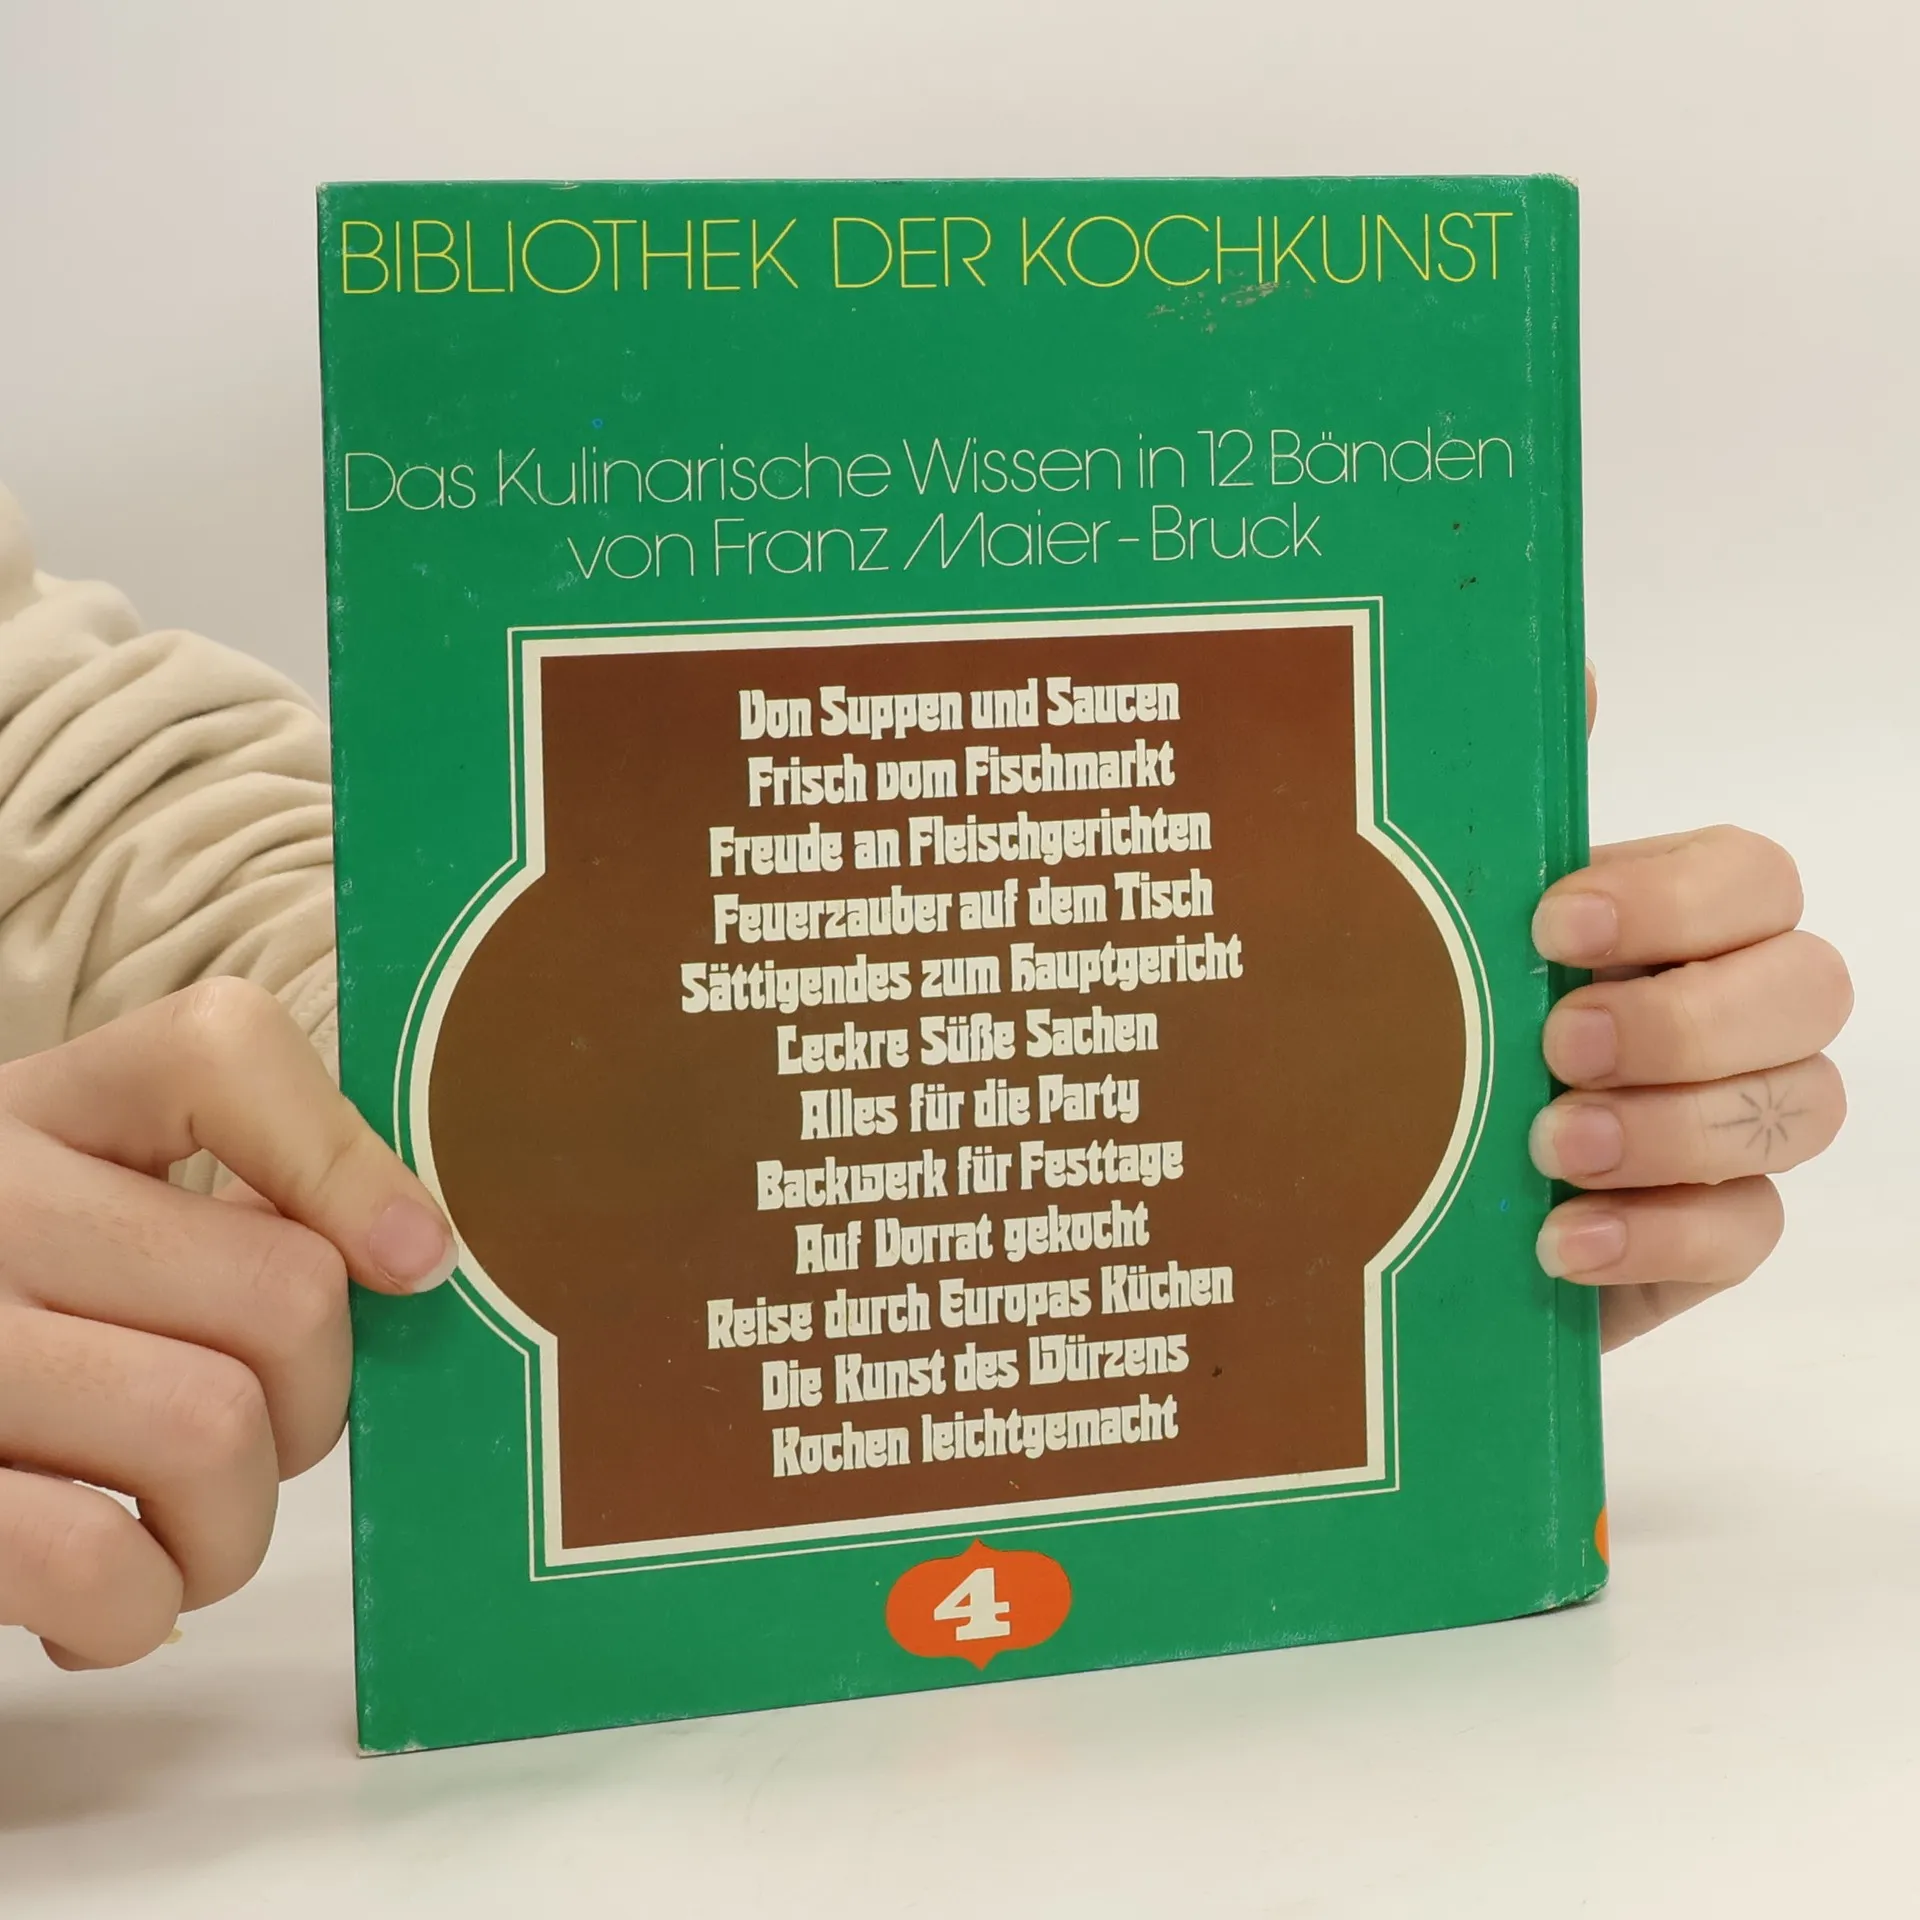 BIBLIOTHEK DER KOCHKUNST
Das Kulinarische Wissen in 12 Bänden
von Franz Maier-Bruck
Von Suppen und Saucen
Frisch vom Fischmarkt
Freude an Fleischgerichten
Feuerzauber auf dem Tisch
Sättigendes zum Hauptgericht
Leckre Süße Sachen
Alles für die Party
Backwerk für Festtage
Auf Vorrat gekocht
Reise durch Europas Küchen
Die Kunst des Würzens
Kochen leichtgemacht
4